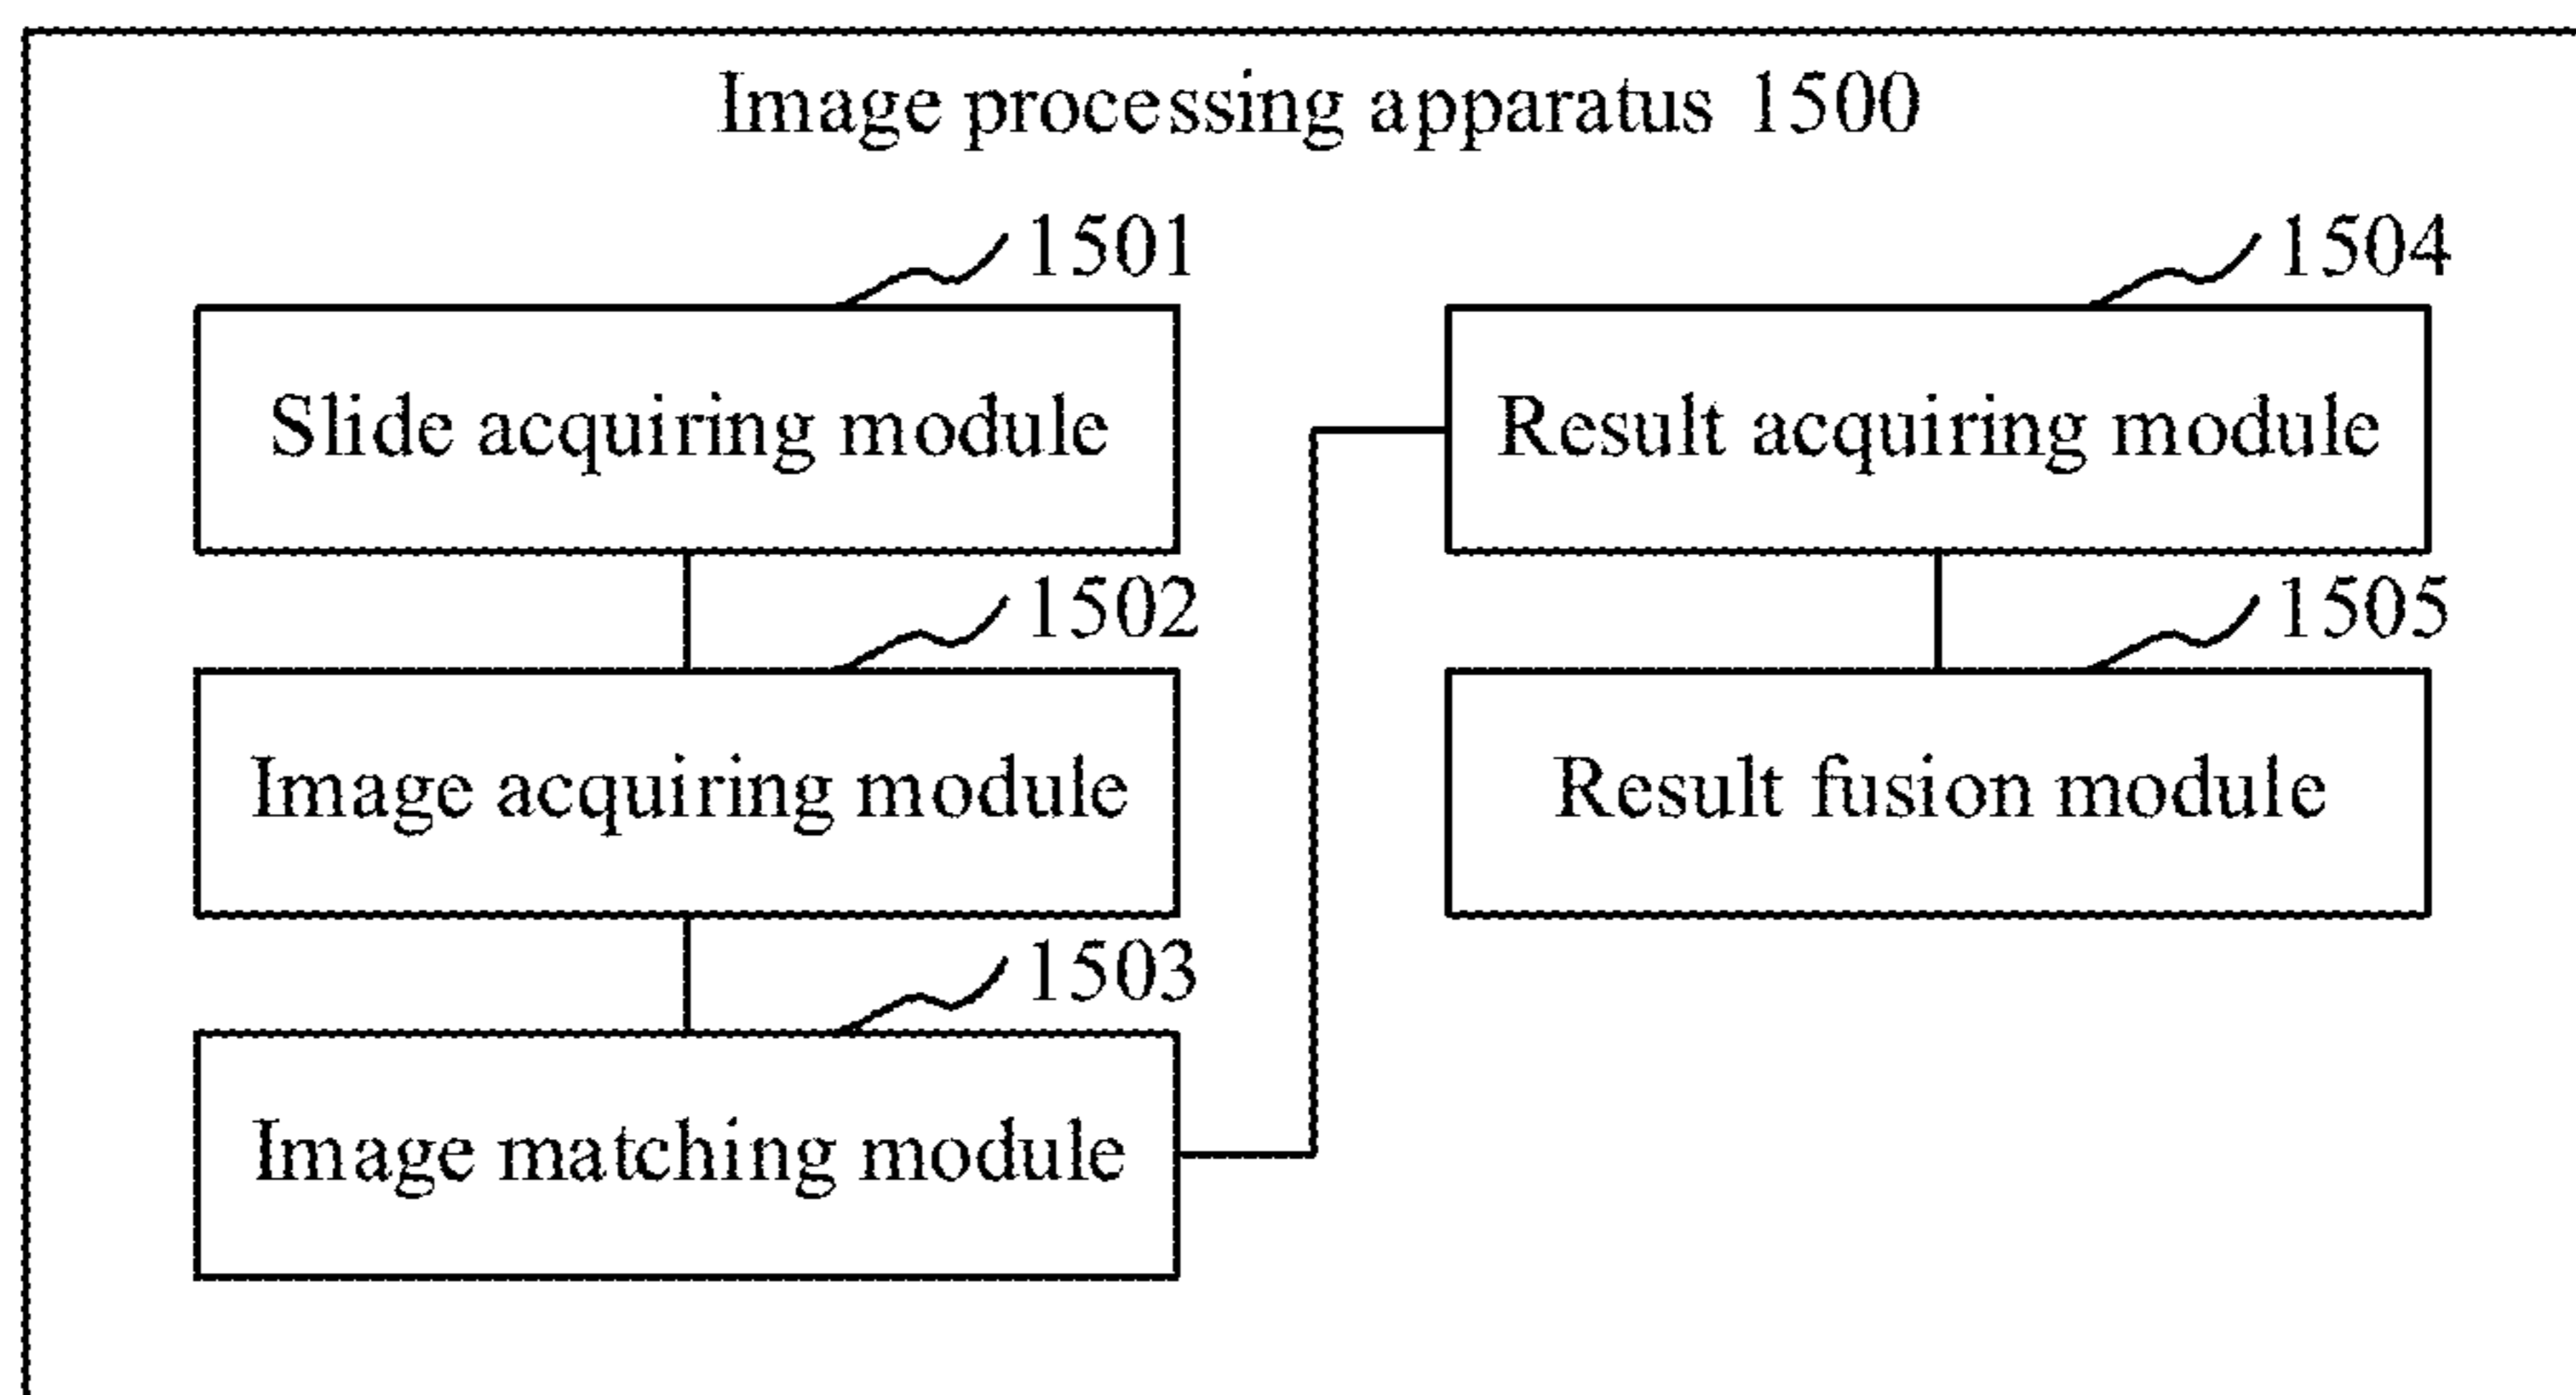 Image processing apparatus 1500
1501
Slide acquiring module
1502
Image acquiring module
1503
Image matching module
1504
Result acquiring module
1505
Result fusion module